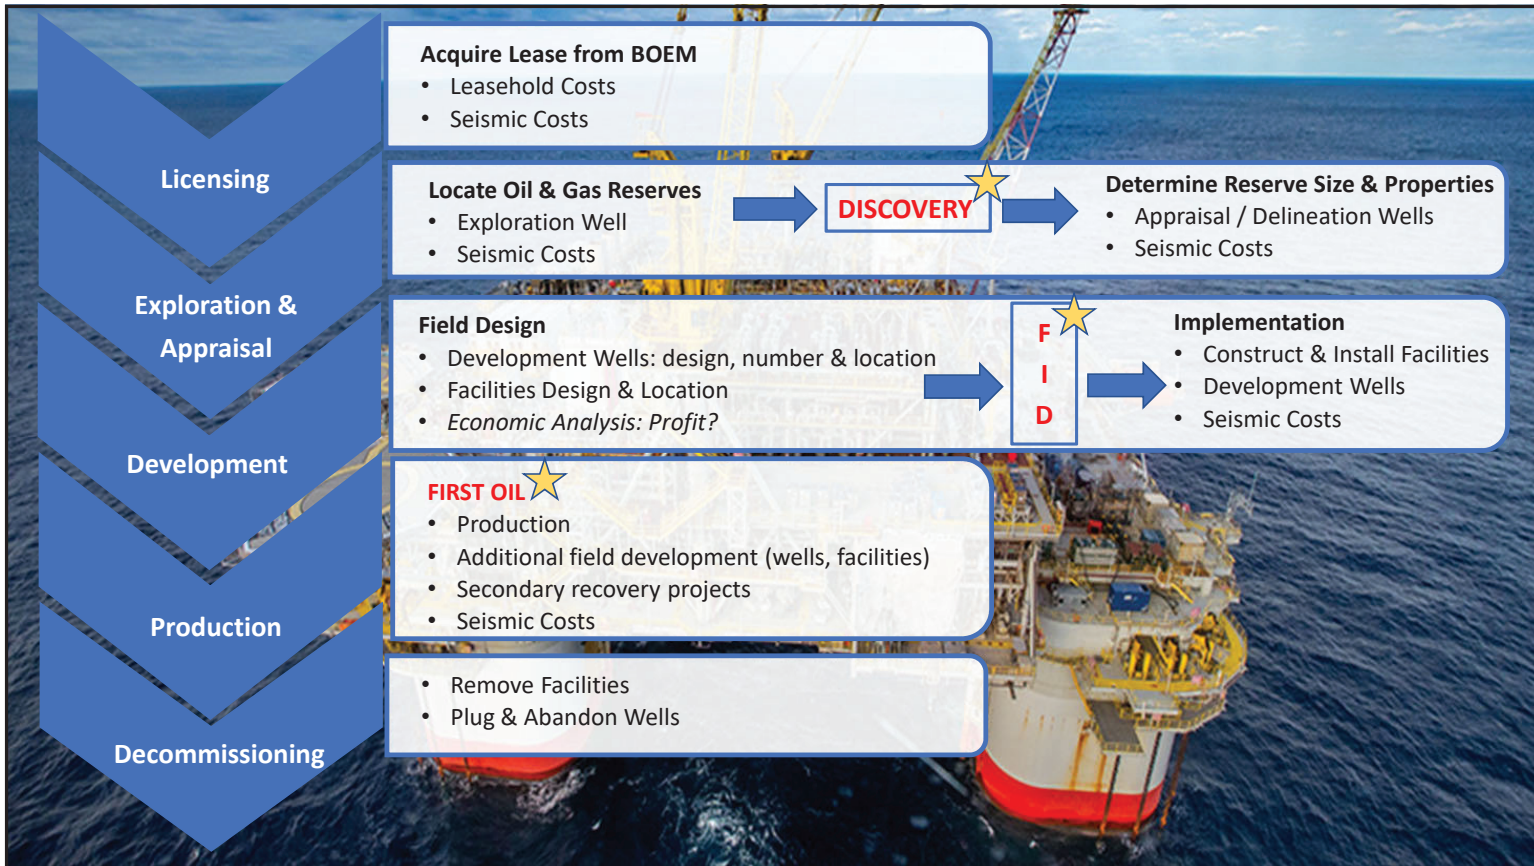 Licensing
Acquire Lease from BOEM
• Leasehold Costs
• Seismic Costs
Exploration &
Appraisal
Locate Oil & Gas Reserves
• Exploration Well
• Seismic Costs
DISCOVERY
Determine Reserve Size & Properties
• Appraisal / Delineation Wells
• Seismic Costs
Development
Field Design
• Development Wells: design, number & location
• Facilities Design & Location
• Economic Analysis: Profit?
F
I
D
Implementation
• Construct & Install Facilities
• Development Wells
• Seismic Costs
Production
FIRST OIL
• Production
• Additional field development (wells, facilities)
• Secondary recovery projects
• Seismic Costs
Decommissioning
• Remove Facilities
• Plug & Abandon Wells